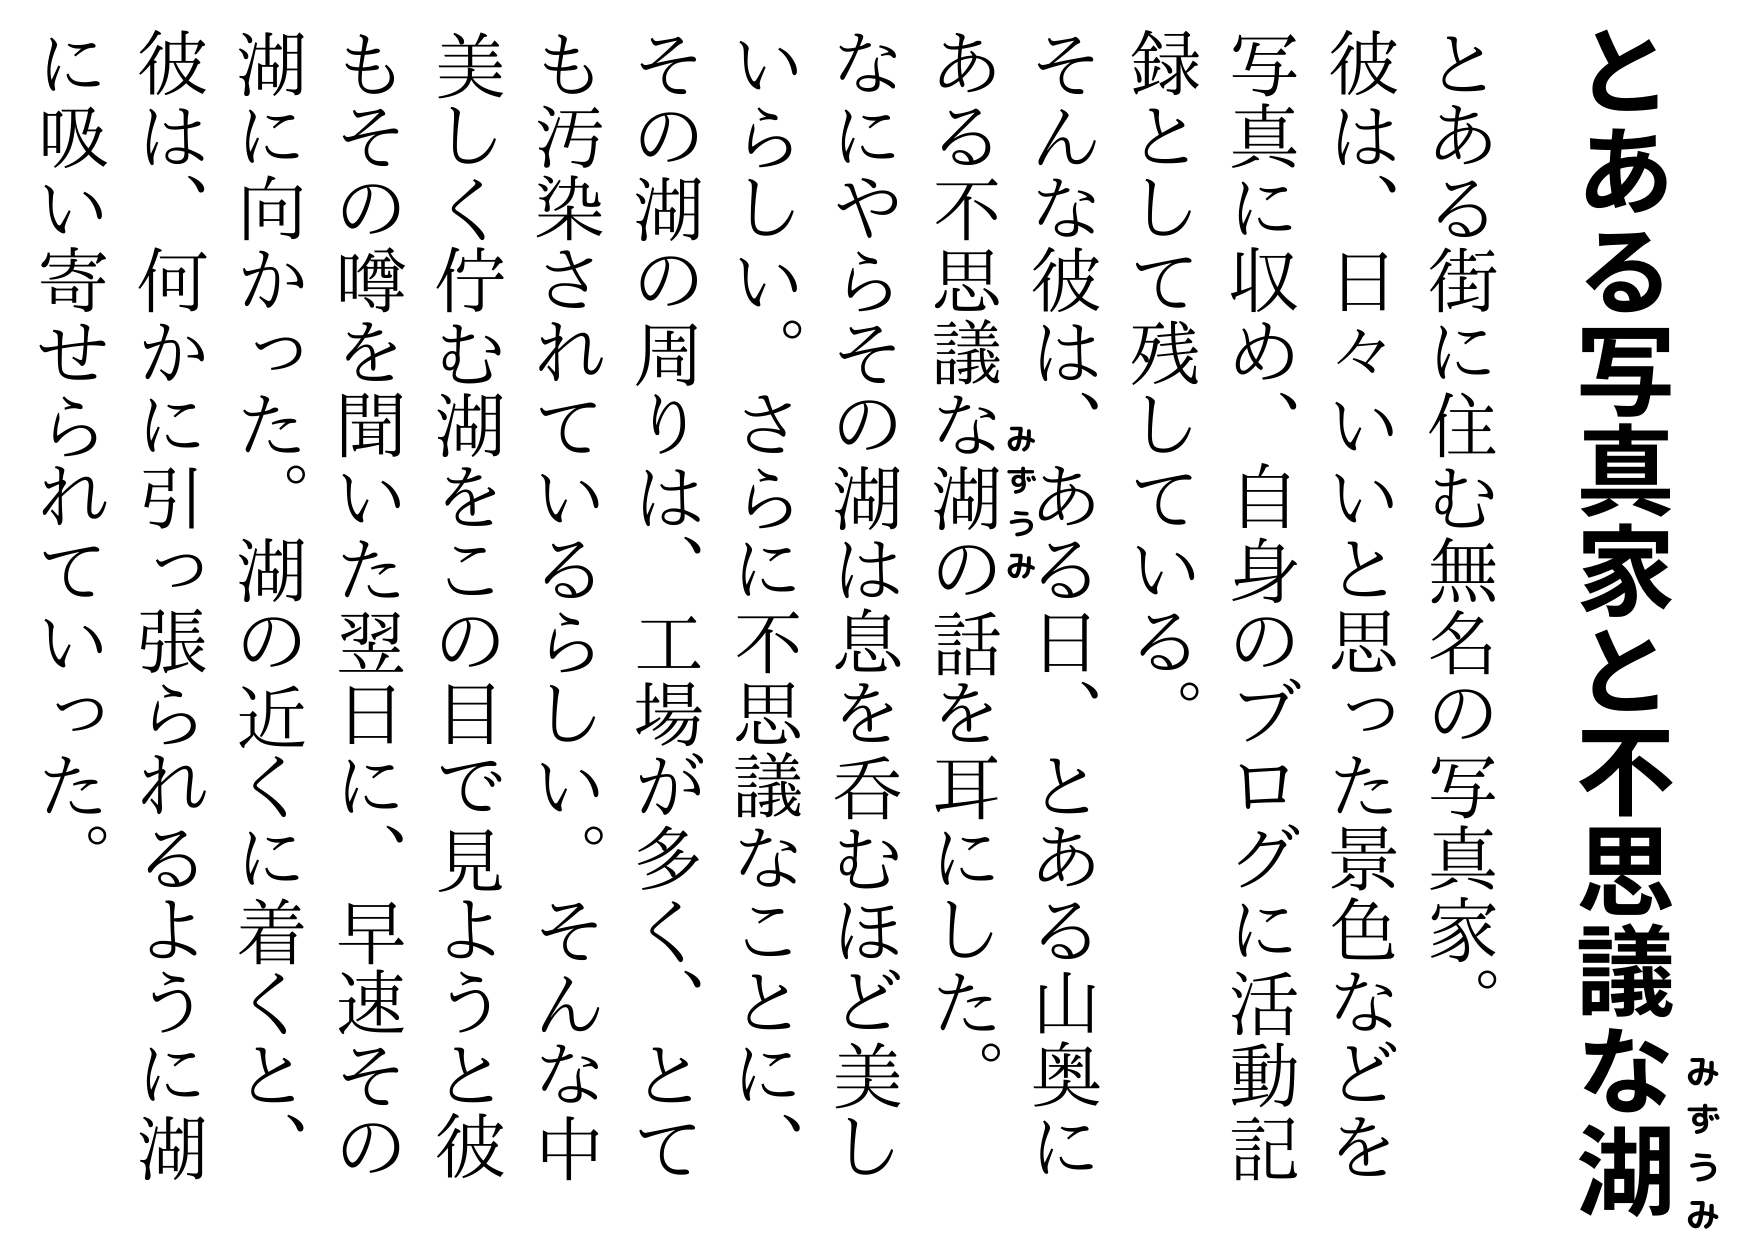 とある写真家と不思議な湖
みずうみ
とある街に住む無名の写真家。
彼は、日々いいと思った景色などを
写真に収め、自身のブログに活動記
録として残している。
そんな彼は、ある日、とある山奥に
ある不思議な湖の話を耳にした。
みずうみ
なにやらその湖は息を呑むほど美し
いらしい。さらに不思議なことに、
その湖の周りは、工場が多く、とて
も汚染されているらしい。そんな中
美しく佇む湖をこの目で見ようと彼
もその噂を聞いた翌日に、早速その
湖に向かった。湖の近くに着くと、
彼は、何かに引っ張られるように湖
に吸い寄せられていった。